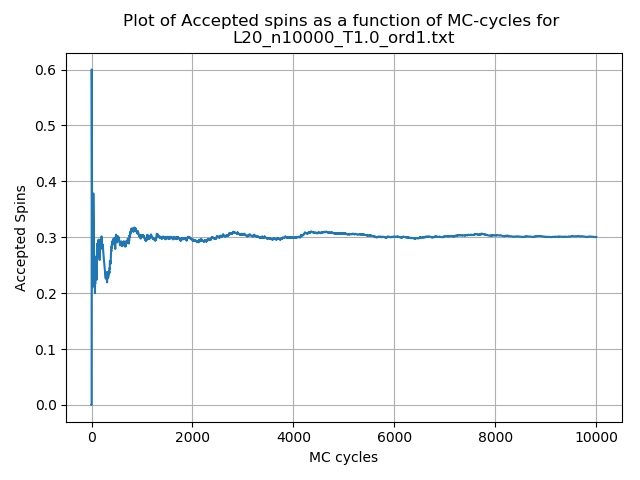 Plot of Accepted spins as a function of MC-cycles for
L20_n10000_T1.0_ord1.txt
0.6
0.5
0.4
0.3
0.2
0.1
0.0
Accepted Spins
0 2000 4000 6000 8000 10000
MC cycles